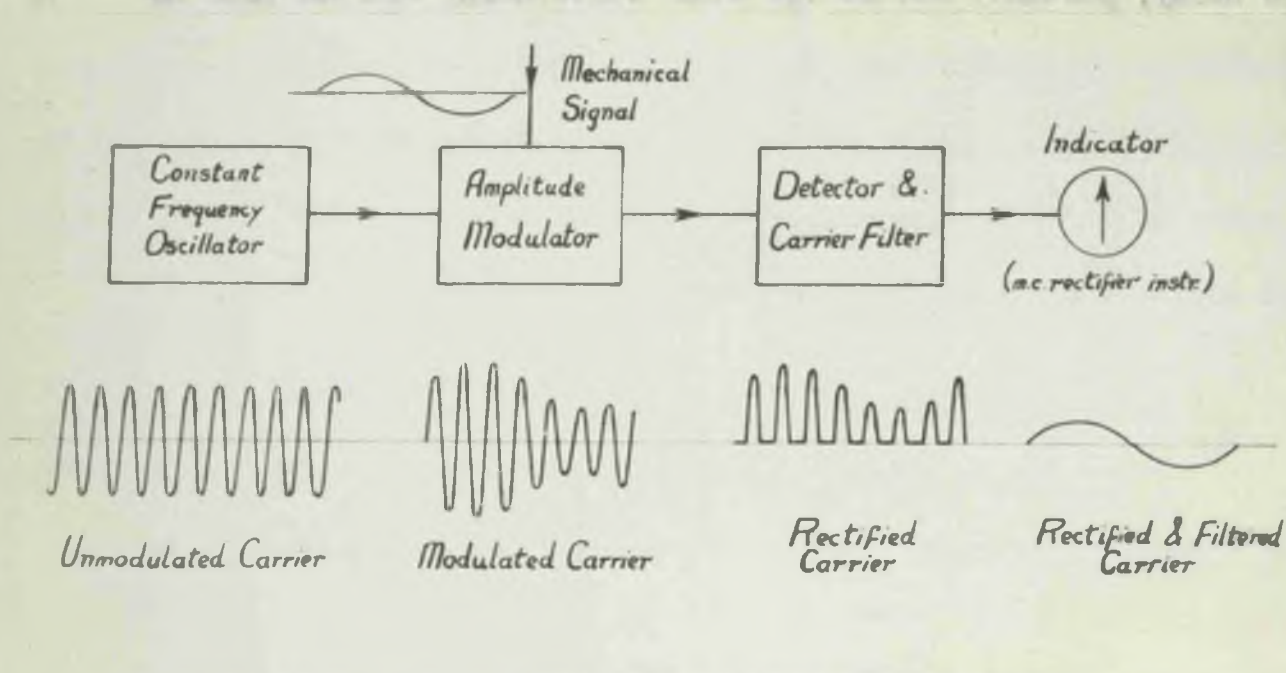 Mechanical
Signal
Indicator
Constant
Frequency
Oscillator
Amplitude
Modulator
Detector &.
Carrier Filter
(m.c. rectifier instr.)
Unmodulated Carrier
Modulated Carrier
Rectified
Carrier
Rectified & Filtered
Carrier